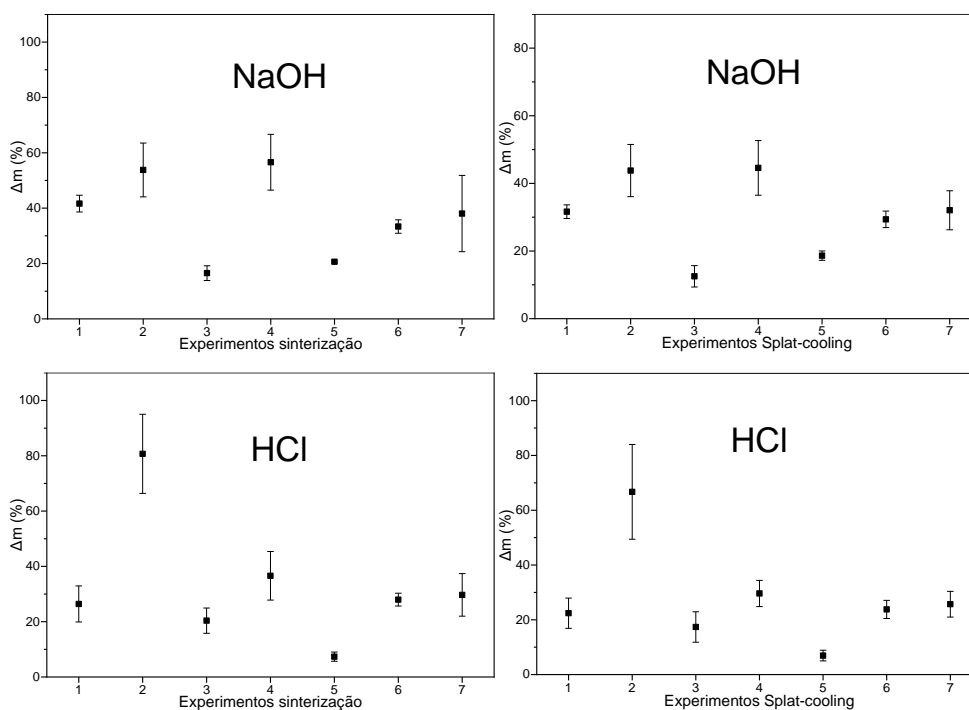 NaOH
Δm (%)
100
80
60
40
20
0
1 2 3 4 5 6 7
Experimentos sinterização
NaOH
Δm (%)
80
60
40
20
0
1 2 3 4 5 6 7
Experimentos Splat-cooling
HCl
Δm (%)
100
80
60
40
20
0
1 2 3 4 5 6 7
Experimentos sinterização
HCl
Δm (%)
100
80
60
40
20
0
1 2 3 4 5 6 7
Experimentos Splat-cooling